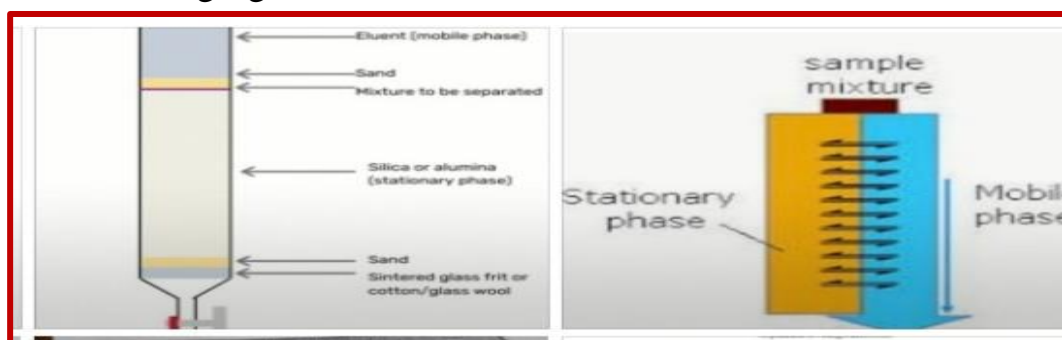 Eluent (mobile phase)
Sand
Mixture to be separated
Silica or alumina
(stationary phase)
Sand
Sintered glass frit or
cotton/glass wool
sample
mixture
Stationary
phase
Mobile
phase